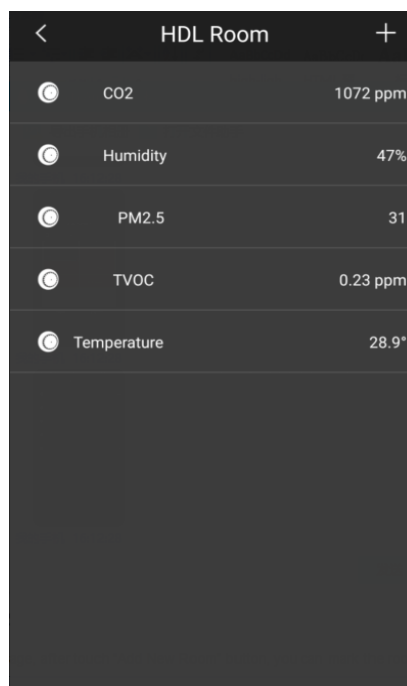 HDL Room
CO2 1072 ppm
Humidity 47%
PM2.5 31
TVOC 0.23 ppm
Temperature 28.9°